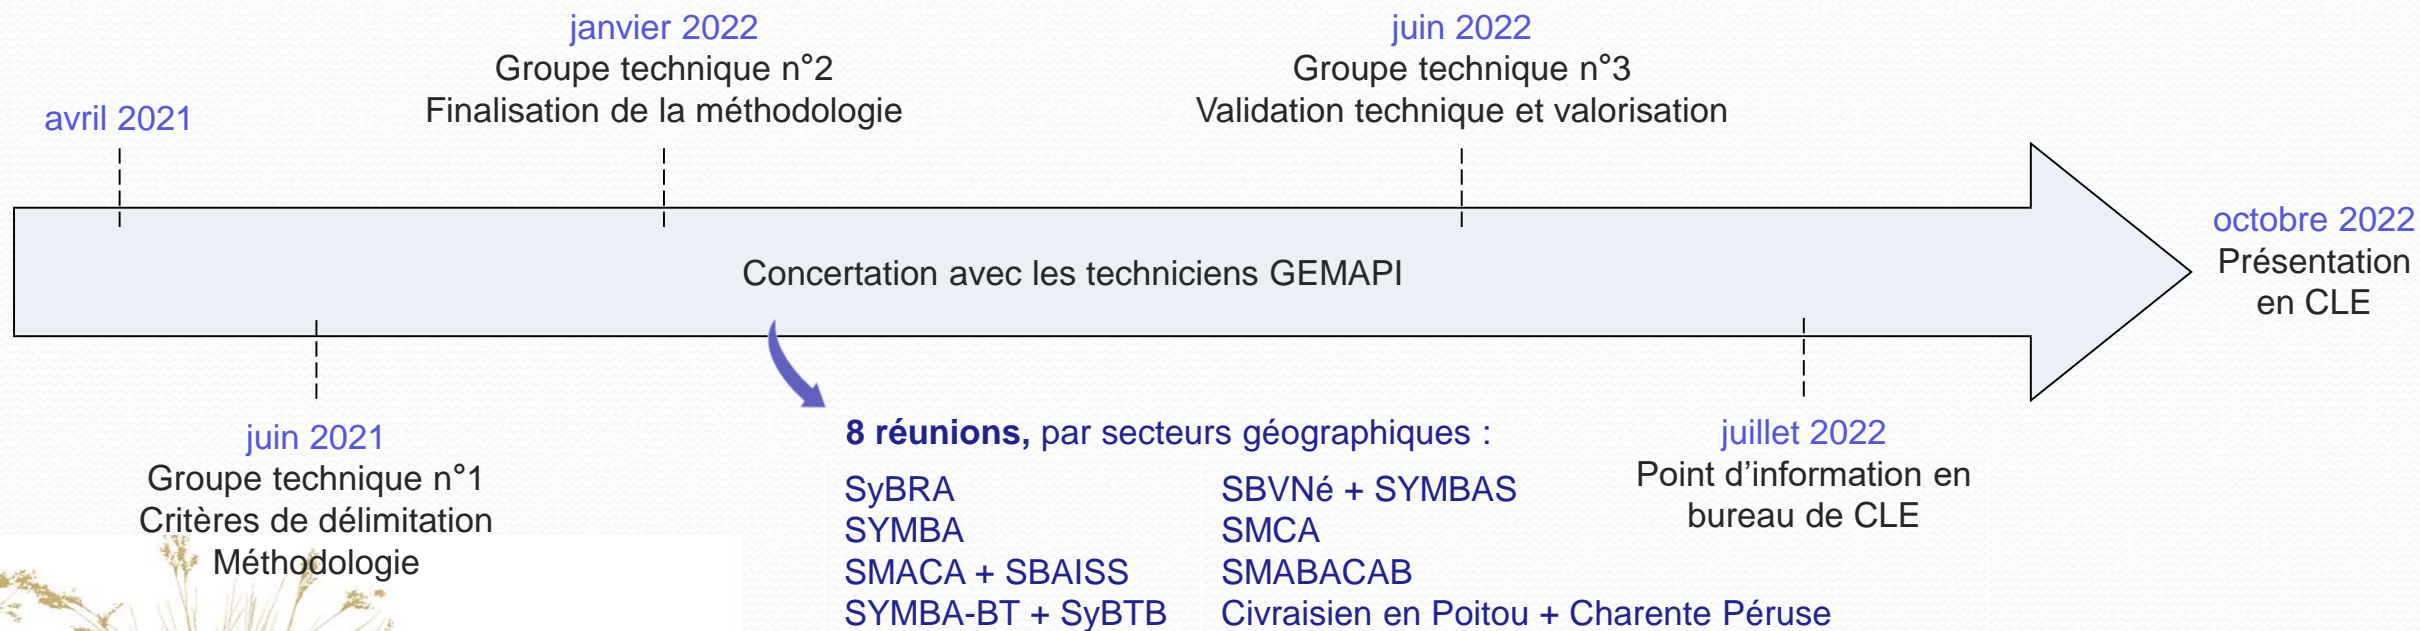 janvier 2022
Groupe technique n°2
Finalisation de la méthodologie
juin 2022
Groupe technique n°3
Validation technique et valorisation
avril 2021
Concertation avec les techniciens GEMAPI
octobre 2022
Présentation
en CLE
juin 2021
Groupe technique n°1
Critères de délimitation
Méthodologie
8 réunions, par secteurs géographiques :
SyBRA
SYMBA
SMACA + SBAISS
SYMBA-BT + SyBTB
SBVNé + SYMBAS
SMCA
SMABACAB
Civraisien en Poitou + Charente Péruse
juillet 2022
Point d’information en
bureau de CLE